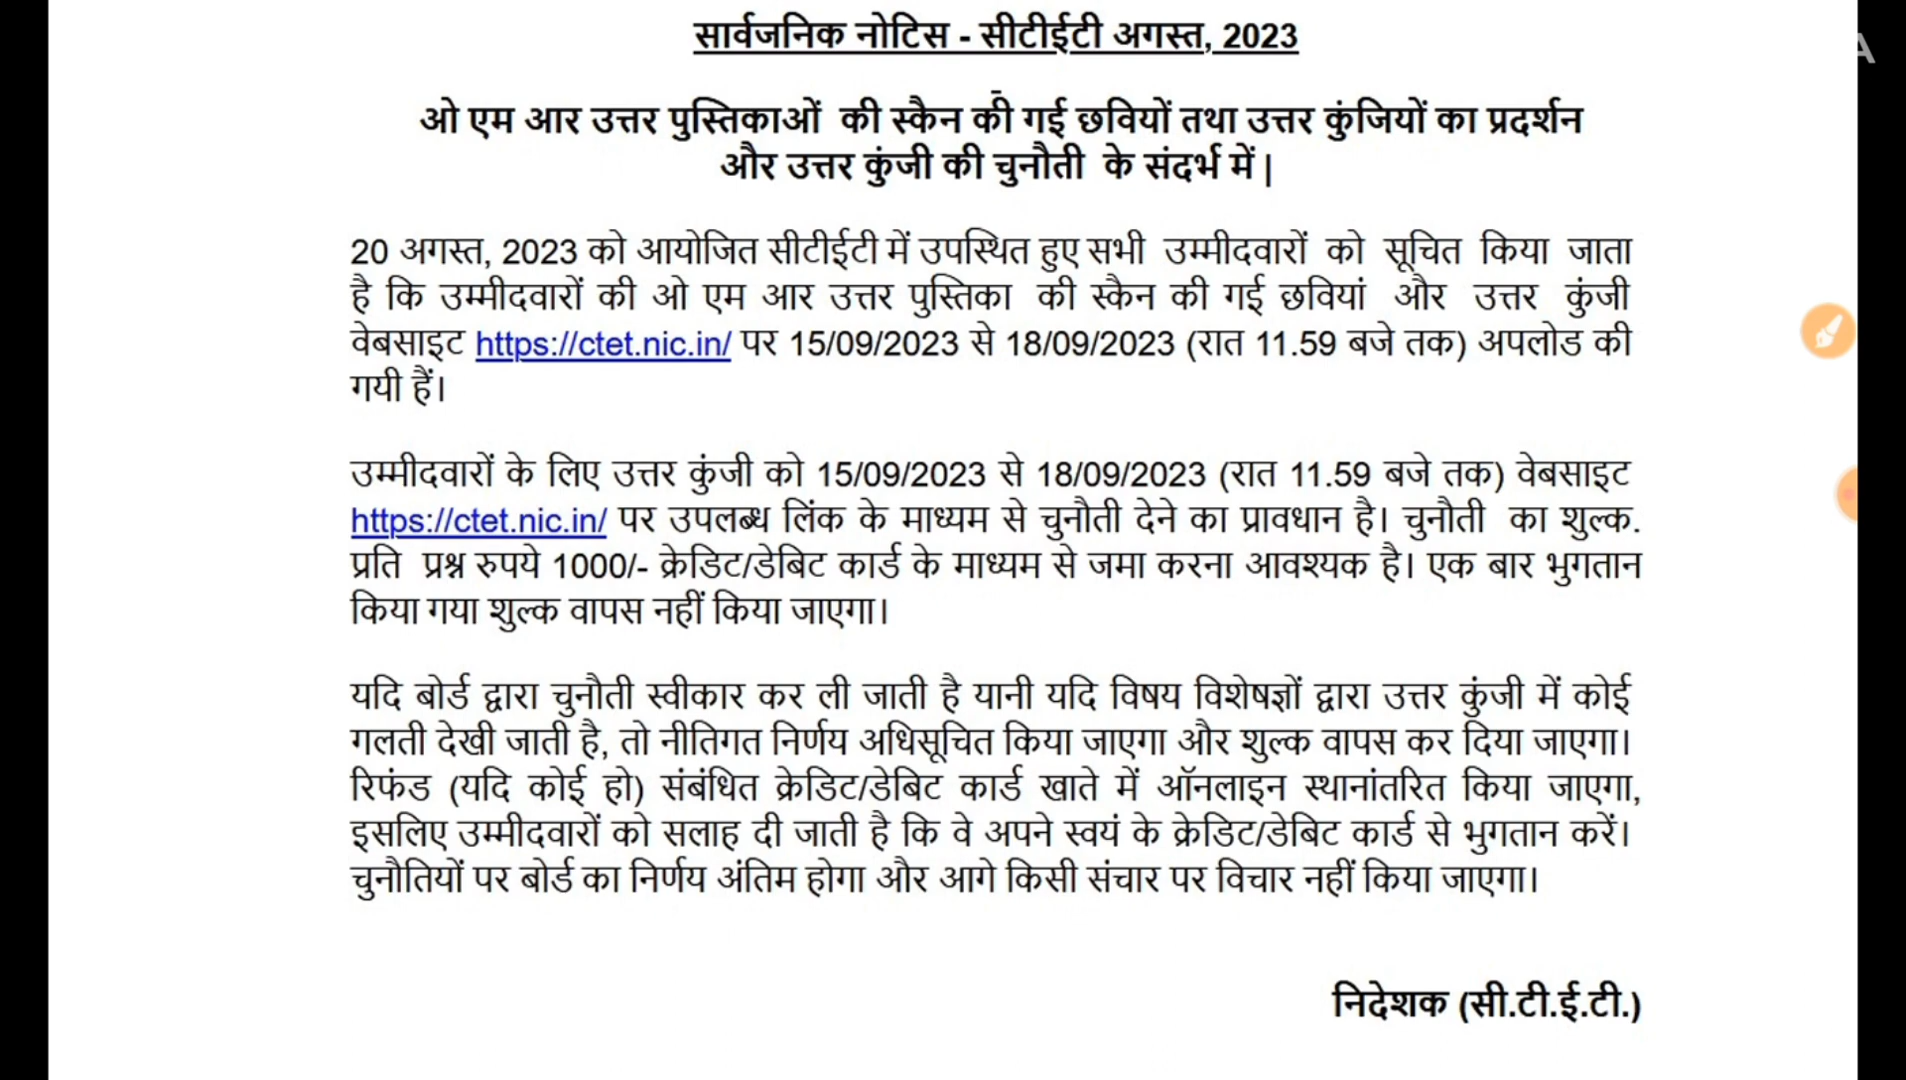 सार्वजनिक नोटिस - सीटीईटी अगस्त, 2023
ओ एम आर उत्तर पुस्तिकाओं की स्कैन की गई छवियों तथा उत्तर कुंजियों का प्रदर्शन
और उत्तर कुंजी की चुनौती के संदर्भ में |
20 अगस्त, 2023 को आयोजित सीटीईटी में उपस्थित हुए सभी उम्मीदवारों को सूचित किया जाता
है कि उम्मीदवारों की ओ एम आर उत्तर पुस्तिका की स्कैन की गई छवियां और उत्तर कुंजी
वेबसाइट https://ctet.nic.in/ पर 15/09/2023 से 18/09/2023 (रात 11.59 बजे तक) अपलोड की
गयी हैं।
उम्मीदवारों के लिए उत्तर कुंजी को 15/09/2023 से 18/09/2023 (रात 11.59 बजे तक) वेबसाइट
https://ctet.nic.in/ पर उपलब्ध लिंक के माध्यम से चुनौती देने का प्रावधान है। चुनौती का शुल्क.
प्रति प्रश्न रुपये 1000/- क्रेडिट/डेबिट कार्ड के माध्यम से जमा करना आवश्यक है। एक बार भुगतान
किया गया शुल्क वापस नहीं किया जाएगा।
यदि बोर्ड द्वारा चुनौती स्वीकार कर ली जाती है यानी यदि विषय विशेषज्ञों द्वारा उत्तर कुंजी में कोई
गलती देखी जाती है, तो नीतिगत निर्णय अधिसूचित किया जाएगा और शुल्क वापस कर दिया जाएगा।
रिफंड (यदि कोई हो) संबंधित क्रेडिट/डेबिट कार्ड खाते में ऑनलाइन स्थानांतरित किया जाएगा,
इसलिए उम्मीदवारों को सलाह दी जाती है कि वे अपने स्वयं के क्रेडिट/डेबिट कार्ड से भुगतान करें।
चुनौतियों पर बोर्ड का निर्णय अंतिम होगा और आगे किसी संचार पर विचार नहीं किया जाएगा।
निदेशक (सी.टी.ई.टी.)